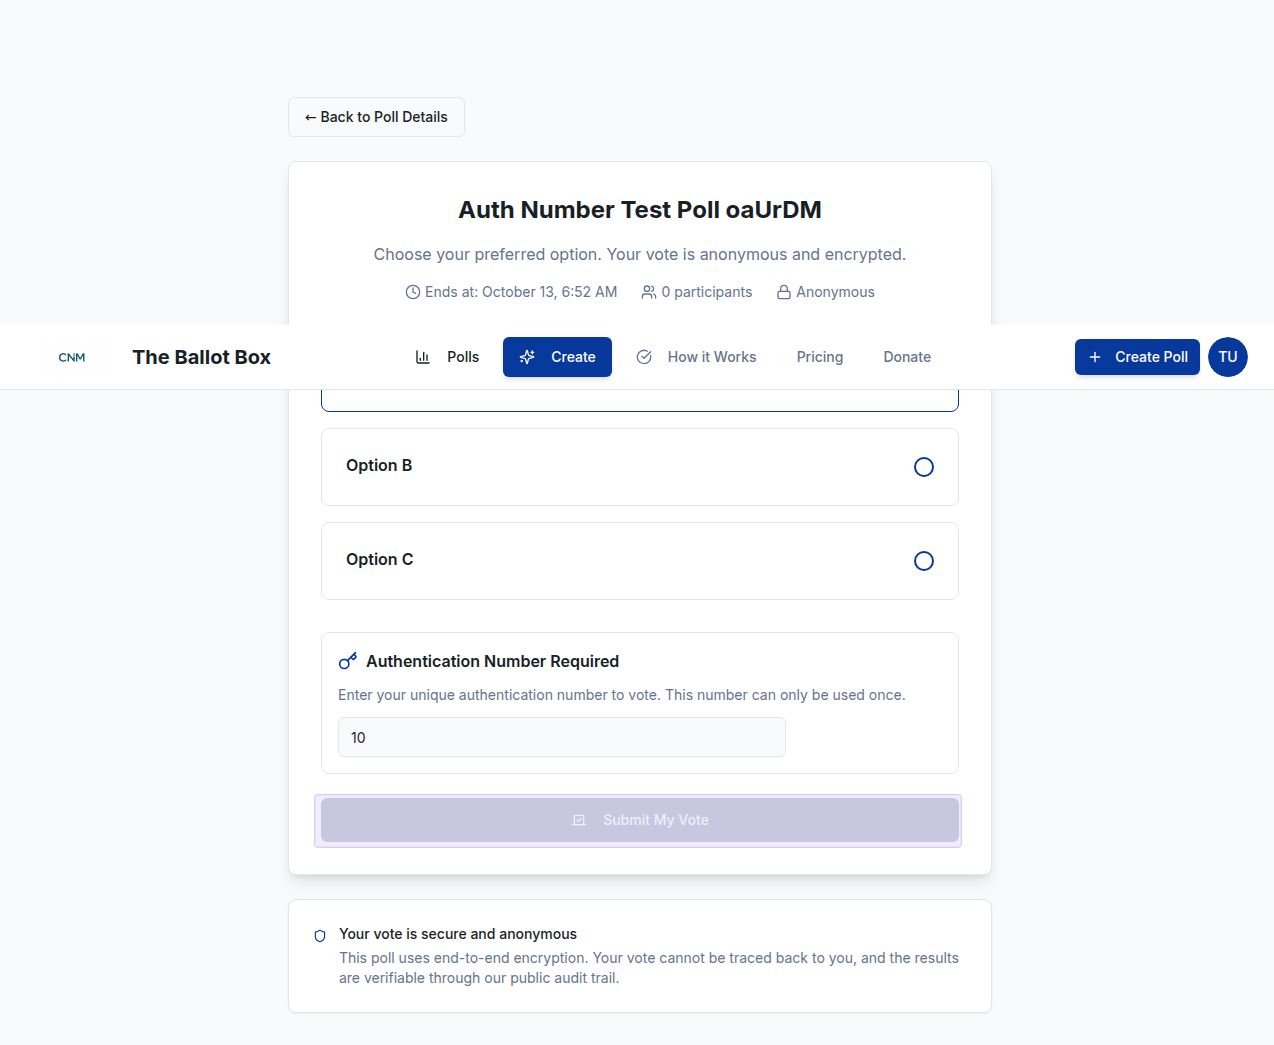 ← Back to Poll Details
Auth Number Test Poll oaUrDM
Choose your preferred option. Your vote is anonymous and encrypted.
Ends at: October 13, 6:52 AM 0 participants Anonymous
CNM The Ballot Box Polls Create How it Works Pricing Donate Create Poll TU
Option B
Option C
Authentication Number Required
Enter your unique authentication number to vote. This number can only be used once.
10
Submit My Vote
Your vote is secure and anonymous
This poll uses end-to-end encryption. Your vote cannot be traced back to you, and the results
are verifiable through our public audit trail.